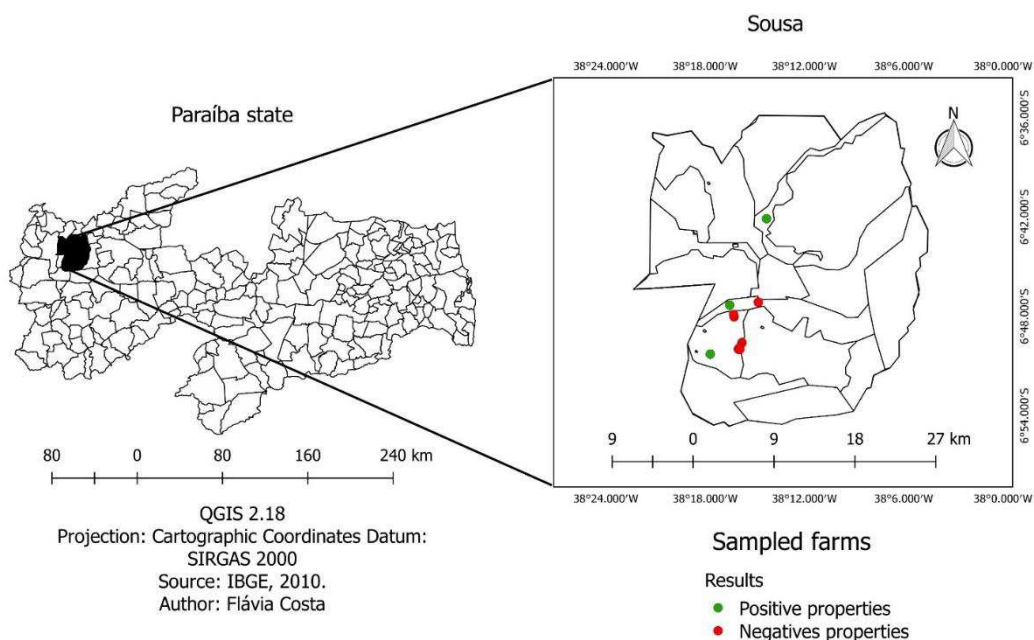 Sousa
38°24.000'W 38°18.000'W 38°12.000'W 38°6.000'W 38°0.000'W
Paraíba state
N
6°36.000'S
6°42.000'S
6°48.000'S
6°54.000'S
9 0 9 18 27 km
80 0 80 160 240 km
38°24.000'W 38°18.000'W 38°12.000'W 38°6.000'W 38°0.000'W
QGIS 2.18
Projection: Cartographic Coordinates Datum:
SIRGAS 2000
Source: IBGE, 2010.
Author: Flávia Costa
Sampled farms
Results
Positive properties
Negatives properties